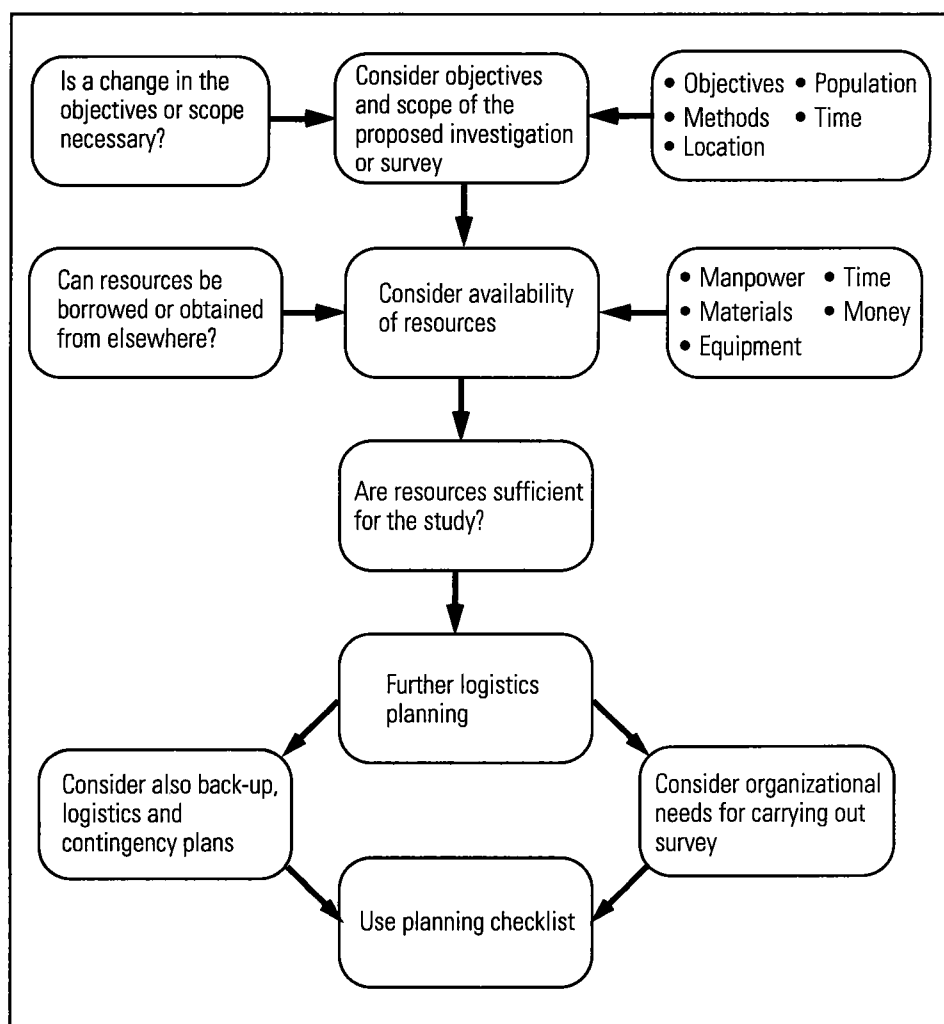 Is a change in the
objectives or scope
necessary?
Consider objectives
and scope of the
proposed investigation
or survey
• Objectives • Population
• Methods • Time
• Location
Can resources be
borrowed or obtained
from elsewhere?
Consider availability
of resources
• Manpower • Time
• Materials • Money
• Equipment
Are resources sufficient
for the study?
Further logistics
planning
Consider also back-up,
logistics and
contingency plans
Consider organizational
needs for carrying out
survey
Use planning checklist